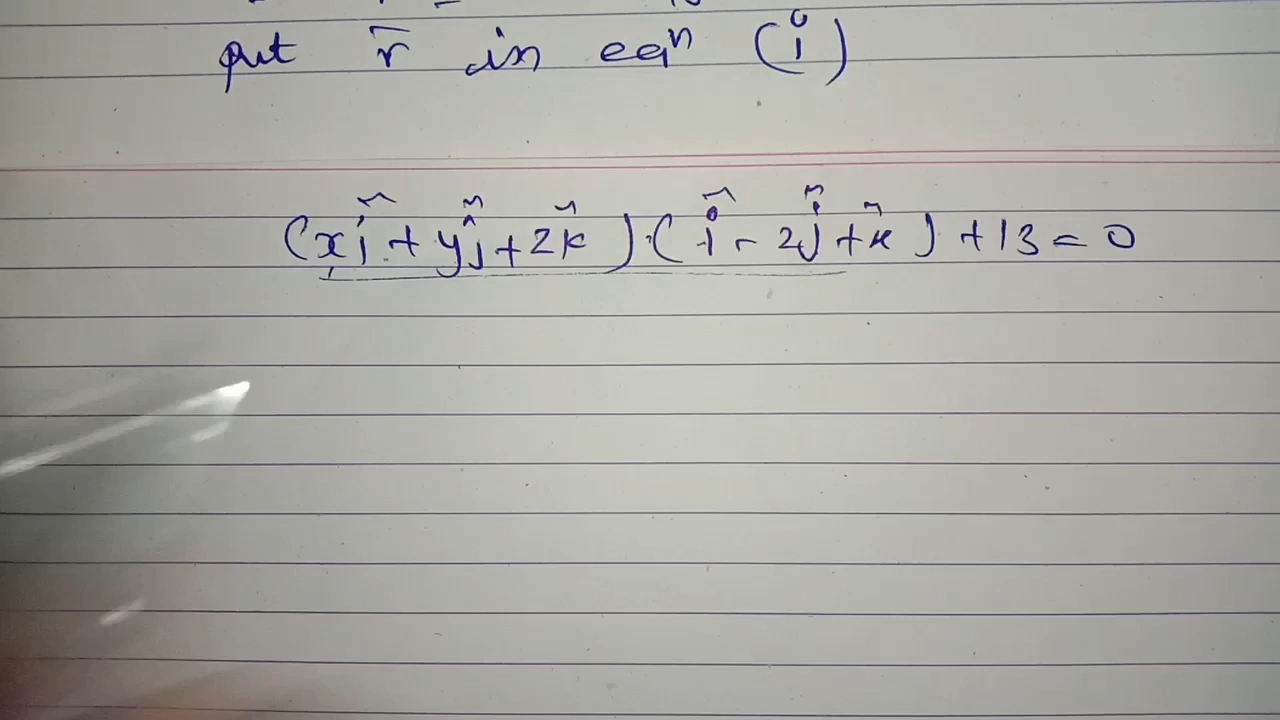 put r̅ in eqⁿ (i)
(xî + yĵ + zk̂) · (î - 2ĵ + k̂) + 13 = 0